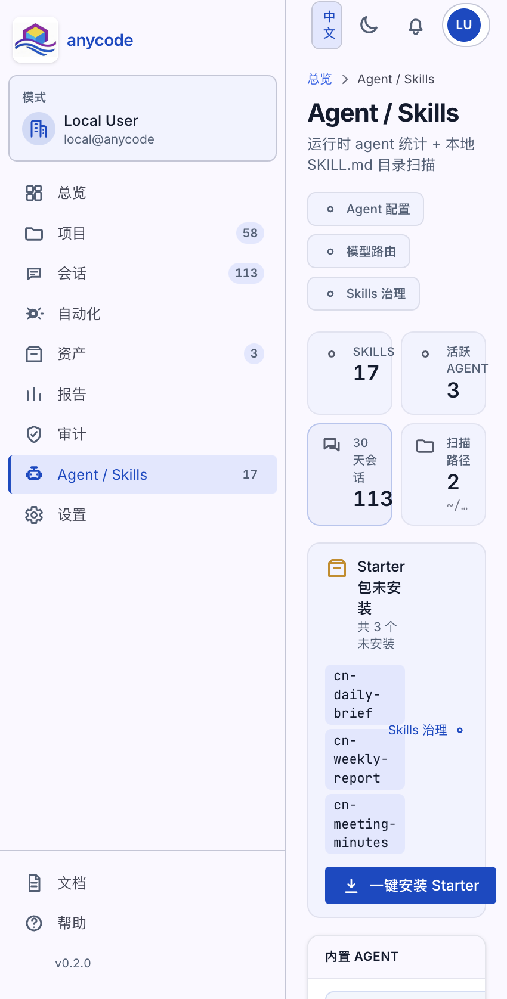 anycode
模式
Local User
local@anycode
总览
项目 58
会话 113
自动化
资产 3
报告
审计
Agent / Skills 17
设置
文档
帮助
v0.2.0
中
文
LU
总览 > Agent / Skills
Agent / Skills
运行时 agent 统计 + 本地
SKILL.md 目录扫描
Agent 配置
模型路由
Skills 治理
SKILLS
17
活跃
AGENT
3
30
天会
话
113
扫描
路径
2
~/…
Starter
包未安
装
共 3 个
未安装
cn-
daily-
brief
cn-
weekly-
report
cn-
meeting-
minutes
Skills 治理
一键安装 Starter
内置 AGENT